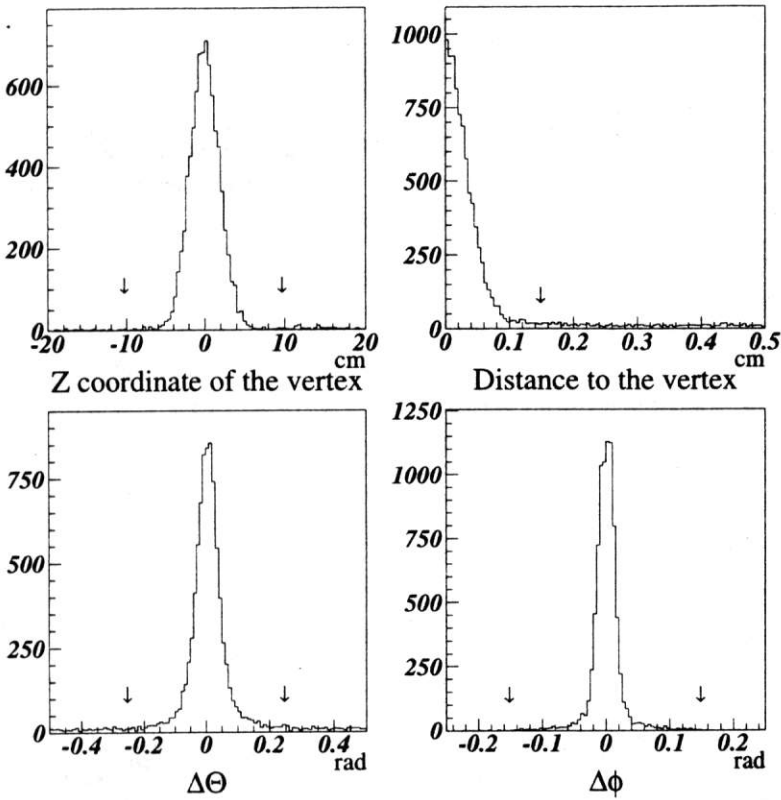 600
400
200
0
-20 -10 0 10 20
cm
Z coordinate of the vertex
1000
750
500
250
0
0 0.1 0.2 0.3 0.4 0.5
cm
Distance to the vertex
750
500
250
0
-0.4 -0.2 0 0.2 0.4
rad
ΔΘ
1250
1000
750
500
250
0
-0.2 -0.1 0 0.1 0.2
rad
Δϕ